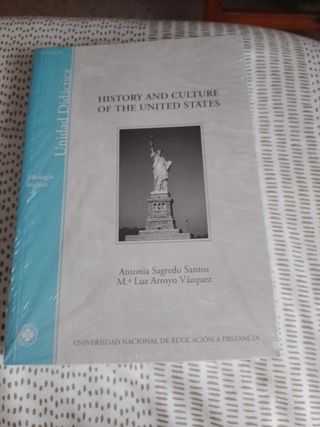 Unidad Didáctica
Filología
Inglesa
HISTORY AND CULTURE
OF THE UNITED STATES
Antonia Sagredo Santos
M.ª Luz Arroyo Vázquez
UNIVERSIDAD NACIONAL DE EDUCACIÓN A DISTANCIA